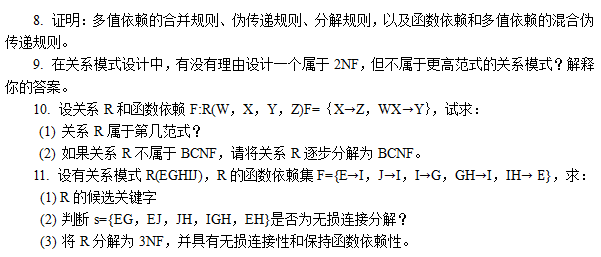 8. 证明：多值依赖的合并规则、伪传递规则、分解规则，以及函数依赖和多值依赖的混合伪
传递规则。
9. 在关系模式设计中，有没有理由设计一个属于 2NF，但不属于更高范式的关系模式？解释
你的答案。
10. 设关系 R 和函数依赖 F:R(W，X，Y，Z)F=｛X→Z，WX→Y}，试求：
(1) 关系 R 属于第几范式？
(2) 如果关系 R 不属于 BCNF，请将关系 R 逐步分解为 BCNF。
11. 设有关系模式 R(EGHIJ)，R 的函数依赖集 F={E→I，J→I，I→G，GH→I，IH→ E}，求：
(1) R 的候选关键字
(2) 判断 s={EG，EJ，JH，IGH，EH}是否为无损连接分解？
(3) 将 R 分解为 3NF，并具有无损连接性和保持函数依赖性。